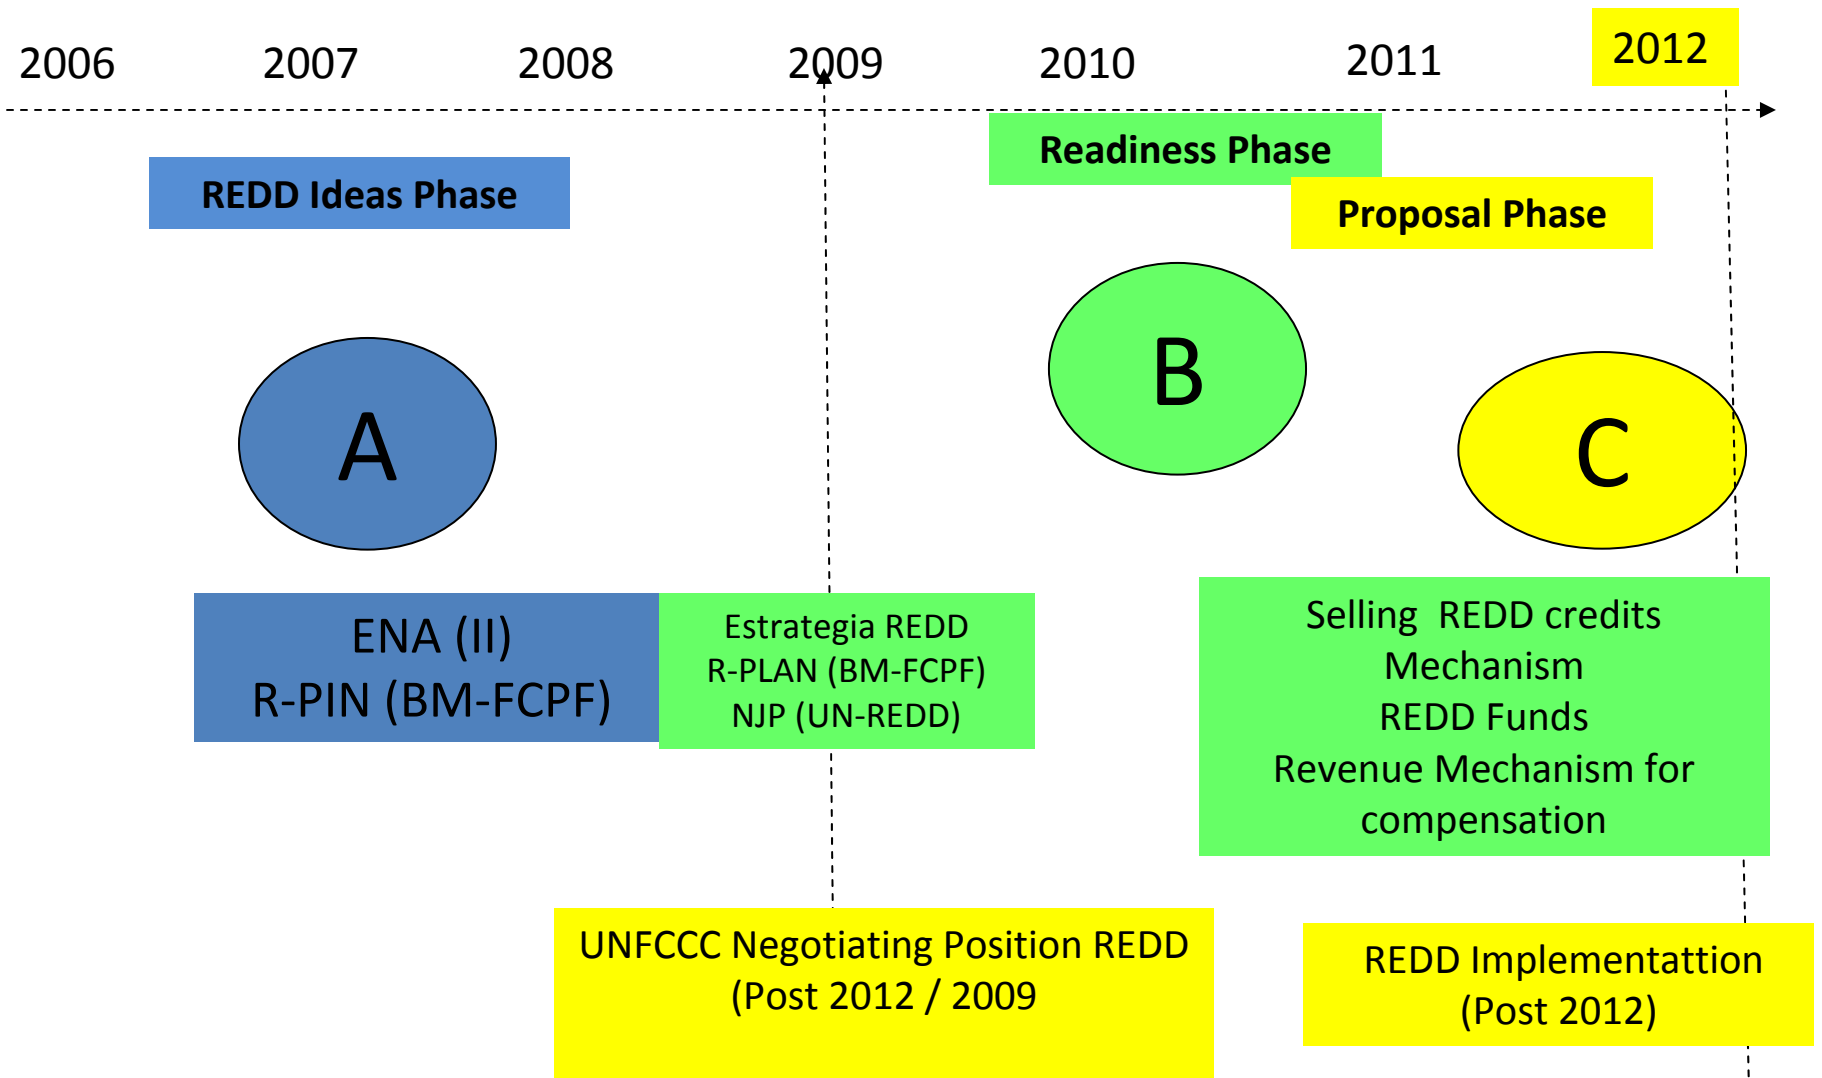 2006 2007 2008 2009 2010 2011 2012
Readiness Phase
REDD Ideas Phase
Proposal Phase
A
B
C
ENA (II)
R-PIN (BM-FCPF)
Estrategia REDD
R-PLAN (BM-FCPF)
NJP (UN-REDD)
Selling REDD credits
Mechanism
REDD Funds
Revenue Mechanism for
compensation
UNFCCC Negotiating Position REDD
(Post 2012 / 2009
REDD Implementattion
(Post 2012)